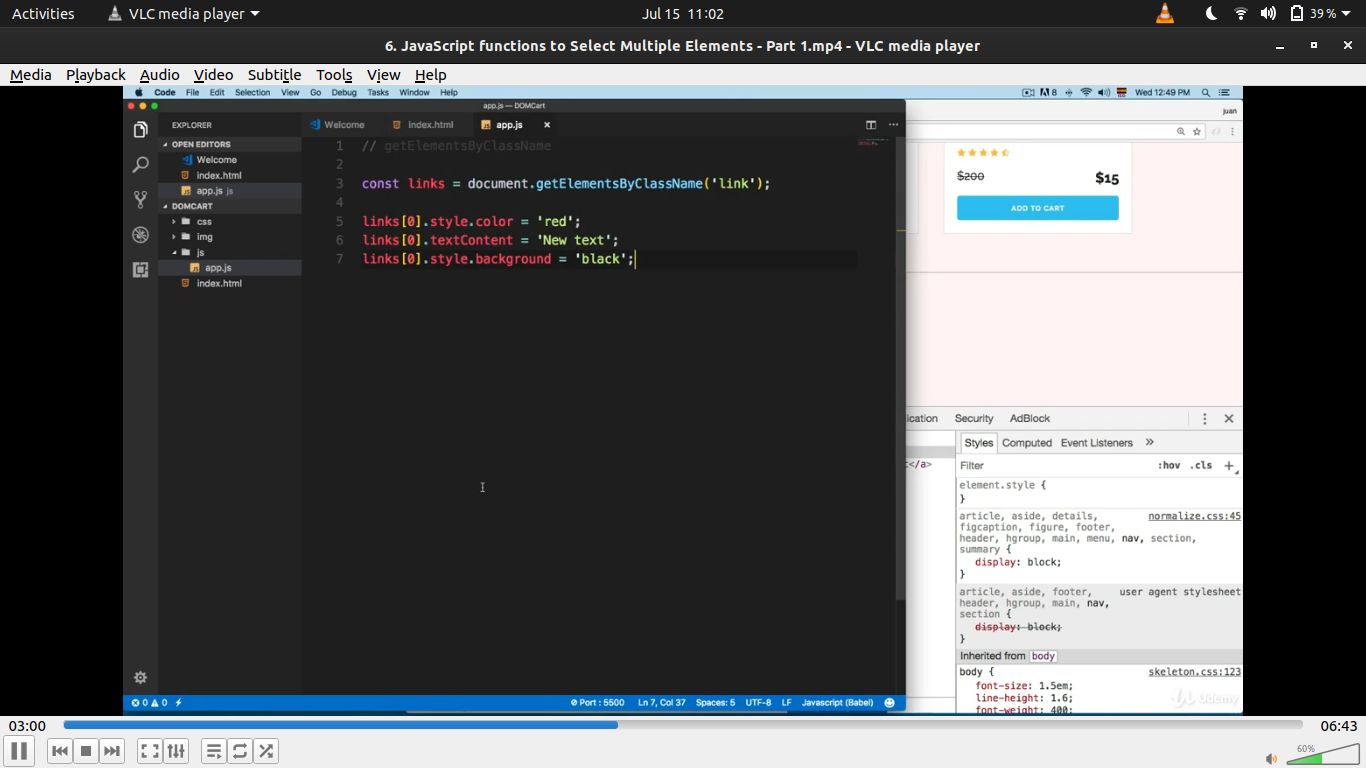 Activities VLC media player Jul 15 11:02 39 %
6. JavaScript functions to Select Multiple Elements - Part 1.mp4 - VLC media player
Media Playback Audio Video Subtitle Tools View Help
Code File Edit Selection View Go Debug Tasks Window Help 8 Wed 12:49 PM
app.js — DOMCart
juan
EXPLORER
OPEN EDITORS
Welcome
index.html
app.js js
DOMCART
css
img
js
app.js
index.html
Welcome index.html app.js
1 // getElementsByClassName
2
3 const links = document.getElementsByClassName('link');
4
5 links[0].style.color = 'red';
6 links[0].textContent = 'New text';
7 links[0].style.background = 'black';
$200 $15
ADD TO CART
ication Security AdBlock
</a>
Styles Computed Event Listeners »
Filter :hov .cls +
element.style {
}
article, aside, details, normalize.css:45
figcaption, figure, footer,
header, hgroup, main, menu, nav, section,
summary {
display: block;
}
article, aside, footer, user agent stylesheet
header, hgroup, main, nav,
section {
display: block;
}
Inherited from body
body { skeleton.css:123
font-size: 1.5em;
line-height: 1.6;
font-weight: 400;
Udemy
0 0 Port : 5500 Ln 7, Col 37 Spaces: 5 UTF-8 LF Javascript (Babel)
03:00 06:43
60%